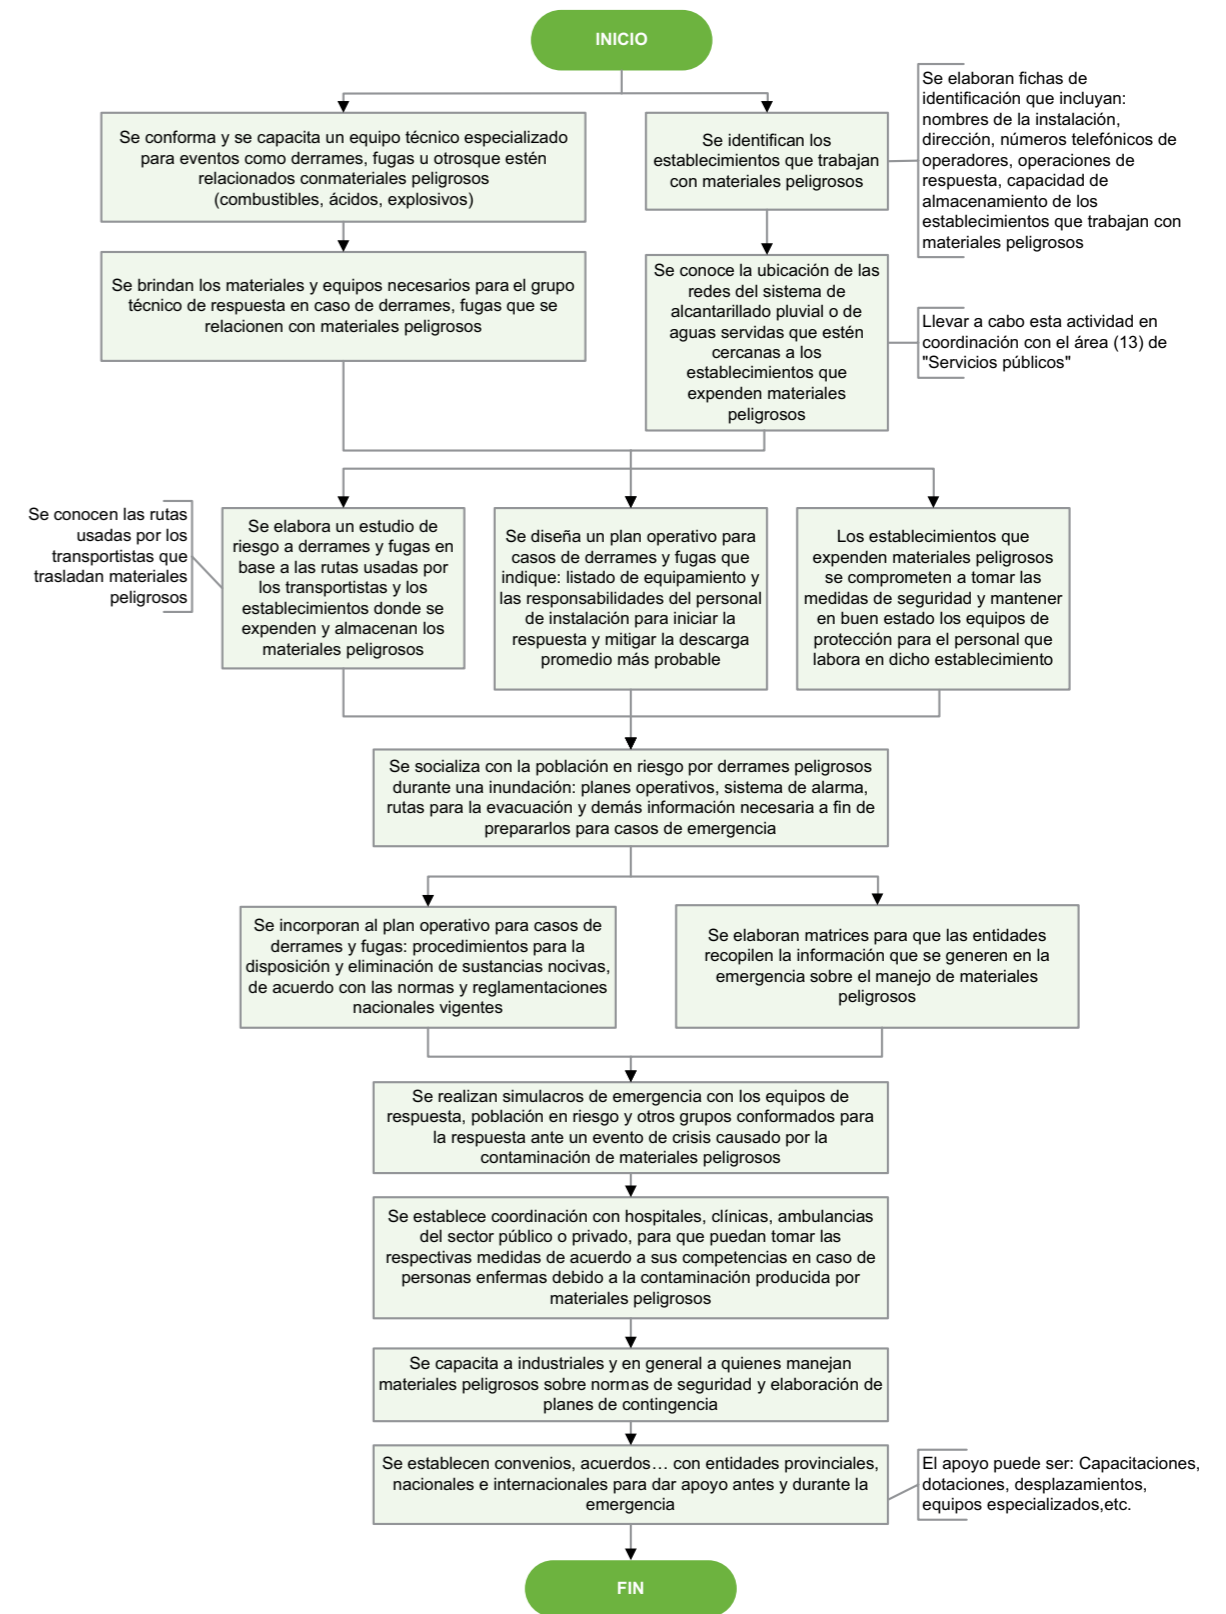 INICIO
Se elaboran fichas de
identificación que incluyan:
nombres de la instalación,
dirección, números telefónicos de
operadores, operaciones de
respuesta, capacidad de
almacenamiento de los
establecimientos que trabajan con
materiales peligrosos
Se conforma y se capacita un equipo técnico especializado
para eventos como derrames, fugas u otrosque estén
relacionados conmateriales peligrosos
(combustibles, ácidos, explosivos)
Se identifican los
establecimientos que trabajan
con materiales peligrosos
Se brindan los materiales y equipos necesarios para el grupo
técnico de respuesta en caso de derrames, fugas que se
relacionen con materiales peligrosos
Se conoce la ubicación de las
redes del sistema de
alcantarillado pluvial o de
aguas servidas que estén
cercanas a los
establecimientos que
expenden materiales
peligrosos
Llevar a cabo esta actividad en
coordinación con el área (13) de
"Servicios públicos"
Se conocen las rutas
usadas por los
transportistas que
trasladan materiales
peligrosos
Se elabora un estudio de
riesgo a derrames y fugas en
base a las rutas usadas por
los transportistas y los
establecimientos donde se
expenden y almacenan los
materiales peligrosos
Se diseña un plan operativo para
casos de derrames y fugas que
indique: listado de equipamiento y
las responsabilidades del personal
de instalación para iniciar la
respuesta y mitigar la descarga
promedio más probable
Los establecimientos que
expenden materiales peligrosos
se comprometen a tomar las
medidas de seguridad y mantener
en buen estado los equipos de
protección para el personal que
labora en dicho establecimiento
Se socializa con la población en riesgo por derrames peligrosos
durante una inundación: planes operativos, sistema de alarma,
rutas para la evacuación y demás información necesaria a fin de
prepararlos para casos de emergencia
Se incorporan al plan operativo para casos de
derrames y fugas: procedimientos para la
disposición y eliminación de sustancias nocivas,
de acuerdo con las normas y reglamentaciones
nacionales vigentes
Se elaboran matrices para que las entidades
recopilen la información que se generen en la
emergencia sobre el manejo de materiales
peligrosos
Se realizan simulacros de emergencia con los equipos de
respuesta, población en riesgo y otros grupos conformados para
la respuesta ante un evento de crisis causado por la
contaminación de materiales peligrosos
Se establece coordinación con hospitales, clínicas, ambulancias
del sector público o privado, para que puedan tomar las
respectivas medidas de acuerdo a sus competencias en caso de
personas enfermas debido a la contaminación producida por
materiales peligrosos
Se capacita a industriales y en general a quienes manejan
materiales peligrosos sobre normas de seguridad y elaboración de
planes de contingencia
Se establecen convenios, acuerdos… con entidades provinciales,
nacionales e internacionales para dar apoyo antes y durante la
emergencia
El apoyo puede ser: Capacitaciones,
dotaciones, desplazamientos,
equipos especializados,etc.
FIN